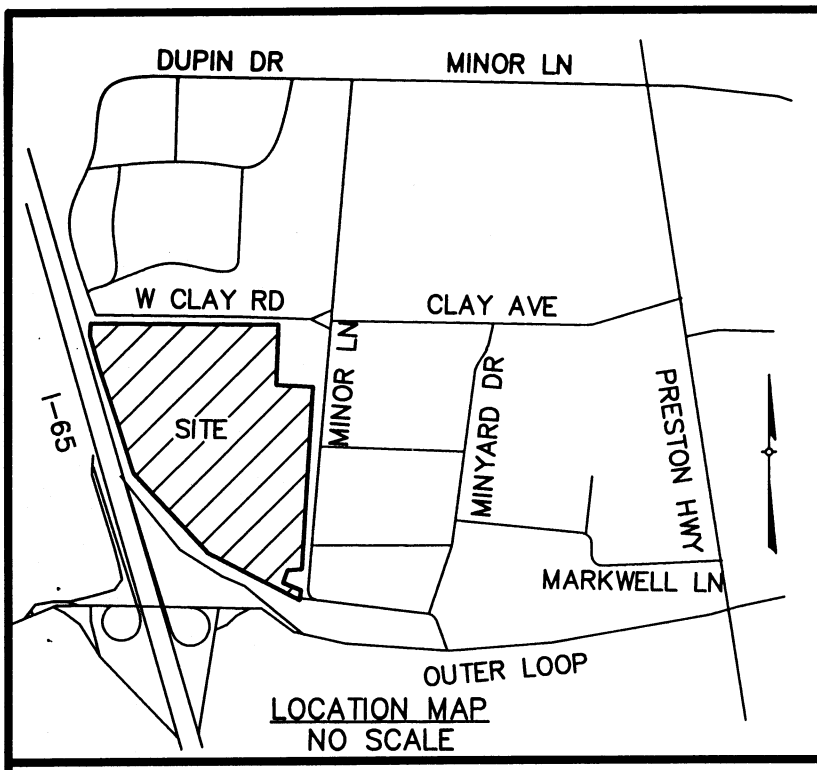 DUPIN DR
MINOR LN
W CLAY RD
CLAY AVE
MINOR LN
MINYARD DR
PRESTON HWY
I-65
SITE
MARKWELL LN
OUTER LOOP
LOCATION MAP
NO SCALE